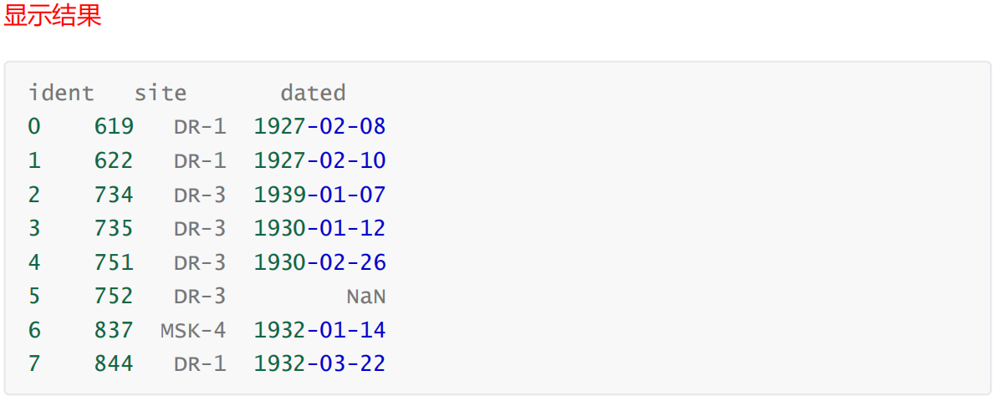 显示结果
ident   site       dated
0    619   DR-1  1927-02-08
1    622   DR-1  1927-02-10
2    734   DR-3  1939-01-07
3    735   DR-3  1930-01-12
4    751   DR-3  1930-02-26
5    752   DR-3         NaN
6    837  MSK-4  1932-01-14
7    844   DR-1  1932-03-22